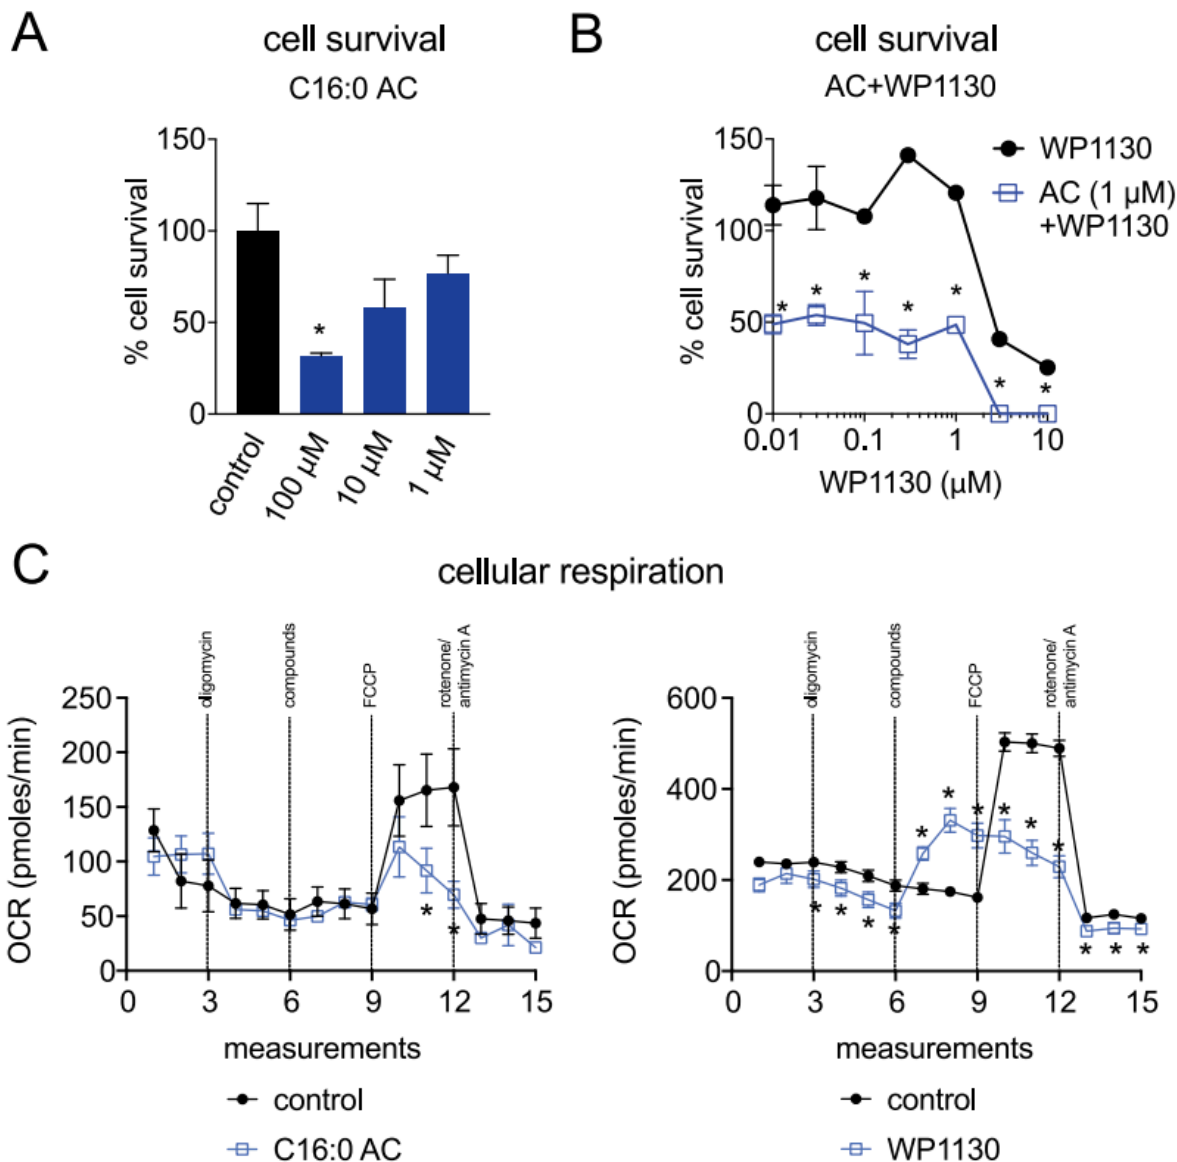 A
cell survival
C16:0 AC
% cell survival
150
100
50
0
control
100 µM
10 µM
1 µM
*
B
cell survival
AC+WP1130
% cell survival
150
100
50
0
0.01
0.1
1
10
WP1130 (µM)
* * * * * * *
WP1130
AC (1 µM)
+WP1130
C
cellular respiration
oligomycin
compounds
FCCP
rotenone/
antimycin A
OCR (pmoles/min)
250
200
150
100
50
0
0 3 6 9 12 15
* *
measurements
control
C16:0 AC
oligomycin
compounds
FCCP
rotenone/
antimycin A
OCR (pmoles/min)
600
400
200
0
0 3 6 9 12 15
* * * * * * * * * * * * *
measurements
control
WP1130